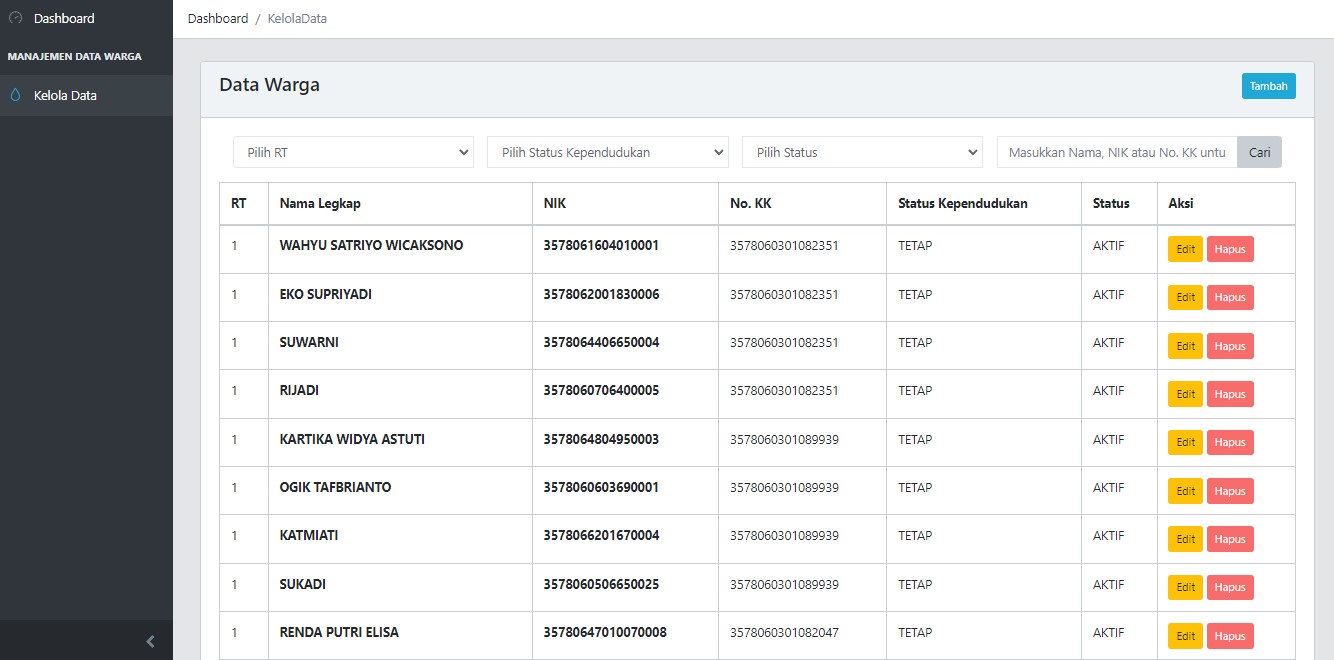 Dashboard
Dashboard / KelolaData
MANAJEMEN DATA WARGA
Kelola Data
Data Warga
Tambah
Pilih RT Pilih Status Kependudukan Pilih Status Masukkan Nama, NIK atau No. KK untu Cari
RT Nama Legkap NIK No. KK Status Kependudukan Status Aksi
1 WAHYU SATRIYO WICAKSONO 3578061604010001 3578060301082351 TETAP AKTIF Edit Hapus
1 EKO SUPRIYADI 3578062001830006 3578060301082351 TETAP AKTIF Edit Hapus
1 SUWARNI 3578064406650004 3578060301082351 TETAP AKTIF Edit Hapus
1 RIJADI 3578060706400005 3578060301082351 TETAP AKTIF Edit Hapus
1 KARTIKA WIDYA ASTUTI 3578064804950003 3578060301089939 TETAP AKTIF Edit Hapus
1 OGIK TAFBRIANTO 3578060603690001 3578060301089939 TETAP AKTIF Edit Hapus
1 KATMIATI 3578066201670004 3578060301089939 TETAP AKTIF Edit Hapus
1 SUKADI 3578060506650025 3578060301089939 TETAP AKTIF Edit Hapus
1 RENDA PUTRI ELISA 35780647010070008 3578060301082047 TETAP AKTIF Edit Hapus